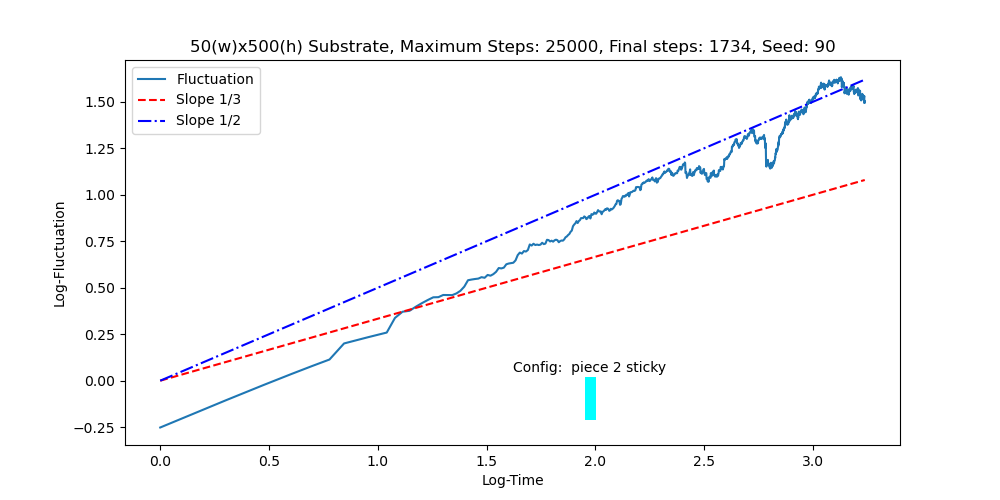 50(w)x500(h) Substrate, Maximum Steps: 25000, Final steps: 1734, Seed: 90
Fluctuation
Slope 1/3
Slope 1/2
1.50
1.25
1.00
0.75
0.50
0.25
0.00
−0.25
Log-Fluctuation
Config:  piece 2 sticky
0.0 0.5 1.0 1.5 2.0 2.5 3.0
Log-Time